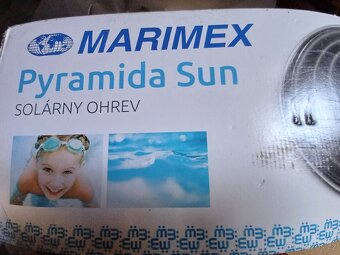 MARIMEX
Pyramida Sun
SOLÁRNY OHREV